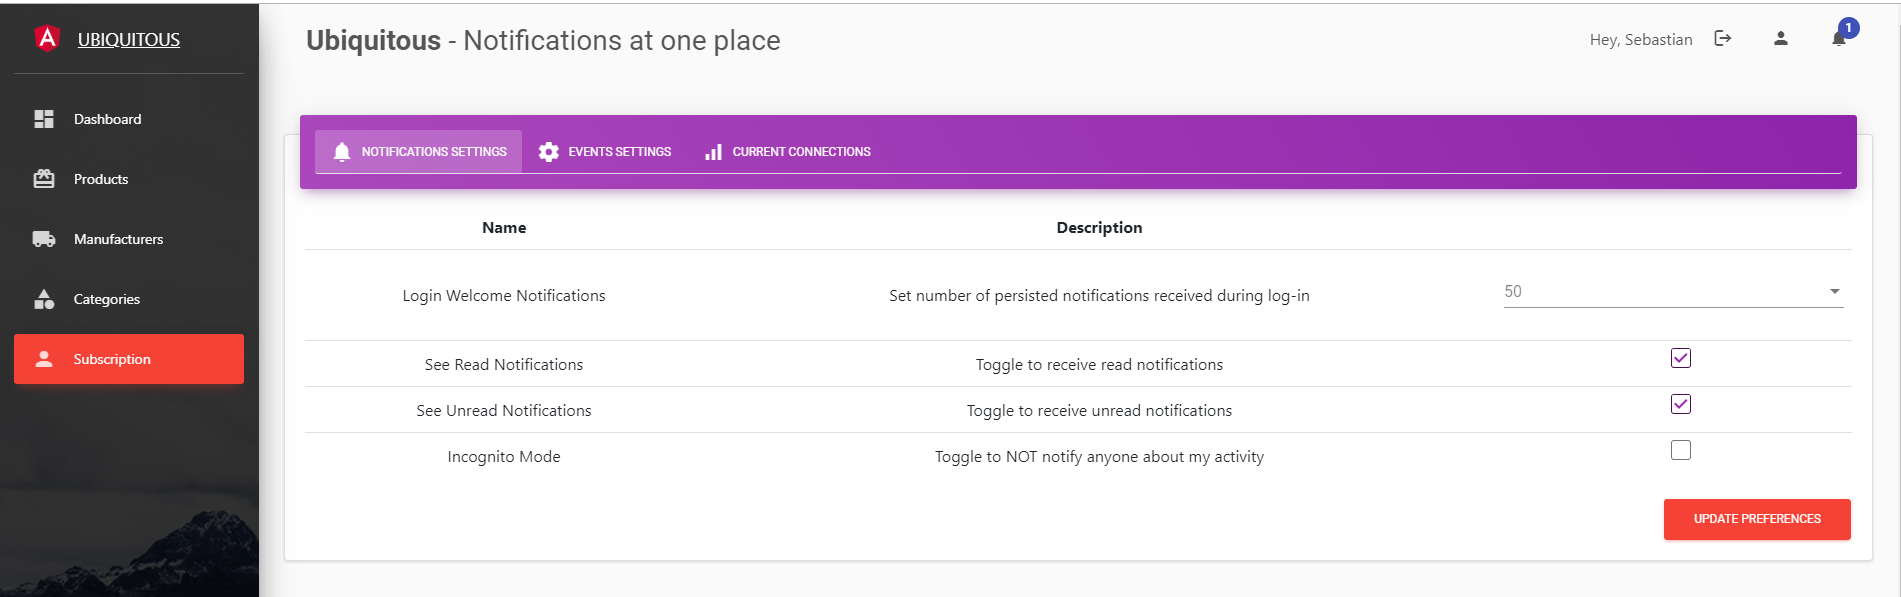 UBIQUITOUS
Dashboard
Products
Manufacturers
Categories
Subscription
Ubiquitous - Notifications at one place
Hey, Sebastian
1
NOTIFICATIONS SETTINGS
EVENTS SETTINGS
CURRENT CONNECTIONS
Name Description
Login Welcome Notifications Set number of persisted notifications received during log-in 50
See Read Notifications Toggle to receive read notifications
See Unread Notifications Toggle to receive unread notifications
Incognito Mode Toggle to NOT notify anyone about my activity
UPDATE PREFERENCES